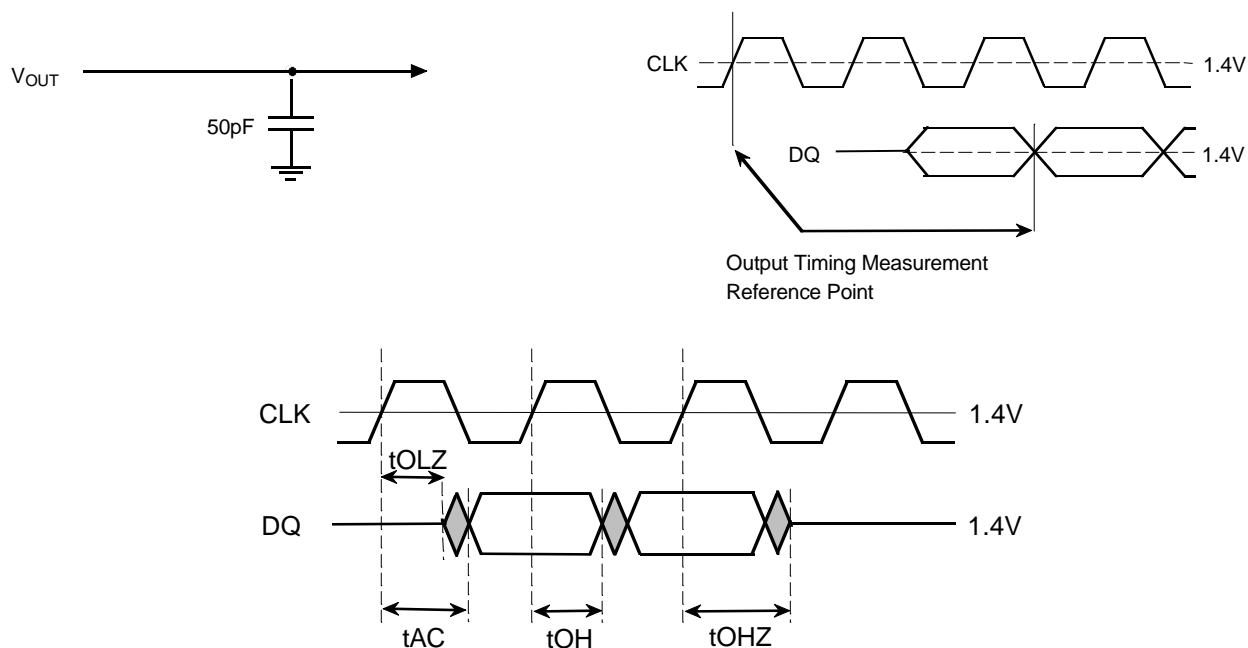 VOUT
50pF
CLK
1.4V
DQ
1.4V
Output Timing Measurement
Reference Point
CLK
1.4V
tOLZ
DQ
1.4V
tAC
tOH
tOHZ